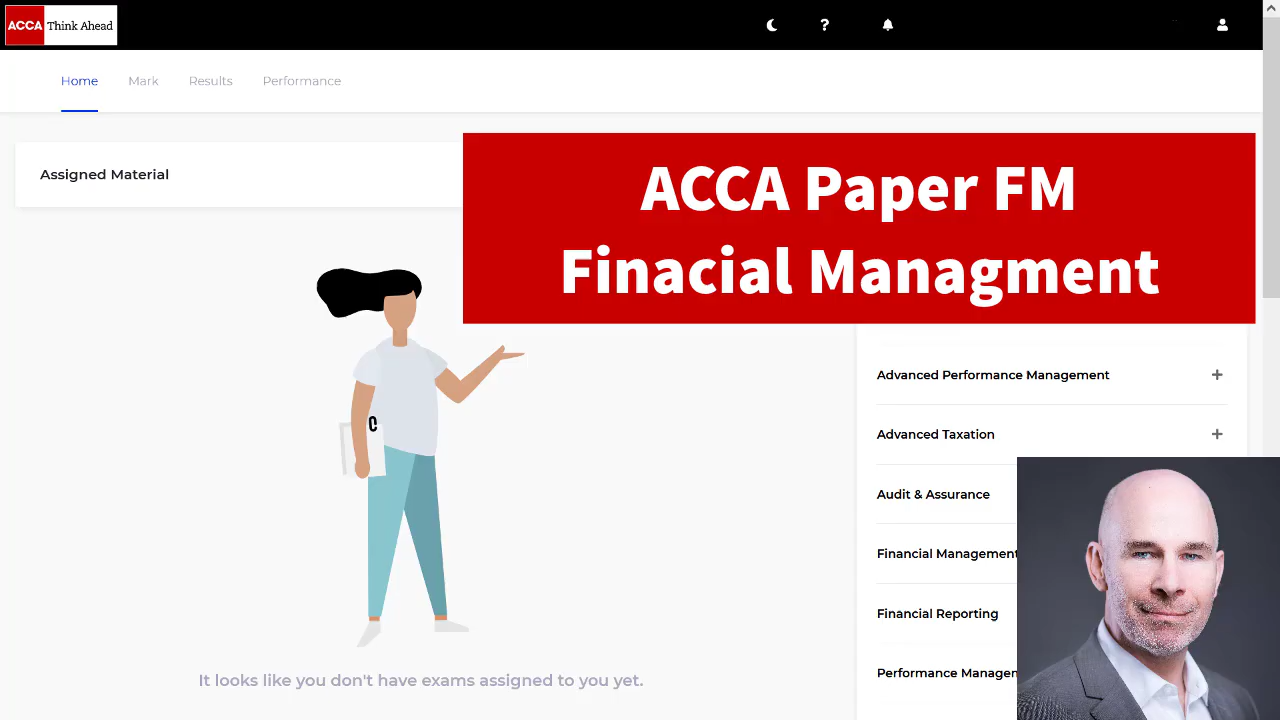 ACCA Think Ahead
?
Home Mark Results Performance
Assigned Material
ACCA Paper FM
Finacial Managment
Advanced Performance Management +
Advanced Taxation +
Audit & Assurance
Financial Management
Financial Reporting
Performance Managem
It looks like you don't have exams assigned to you yet.